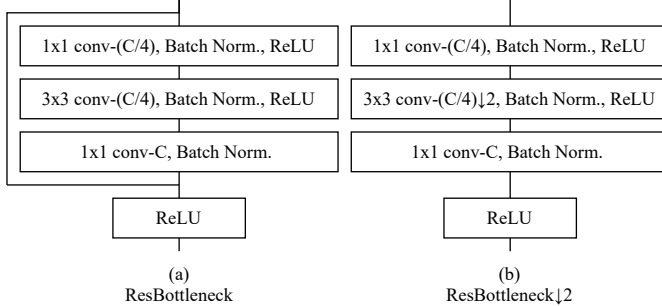 1x1 conv-(C/4), Batch Norm., ReLU
3x3 conv-(C/4), Batch Norm., ReLU
1x1 conv-C, Batch Norm.
ReLU
(a)
ResBottleneck
1x1 conv-(C/4), Batch Norm., ReLU
3x3 conv-(C/4)↓2, Batch Norm., ReLU
1x1 conv-C, Batch Norm.
ReLU
(b)
ResBottleneck↓2